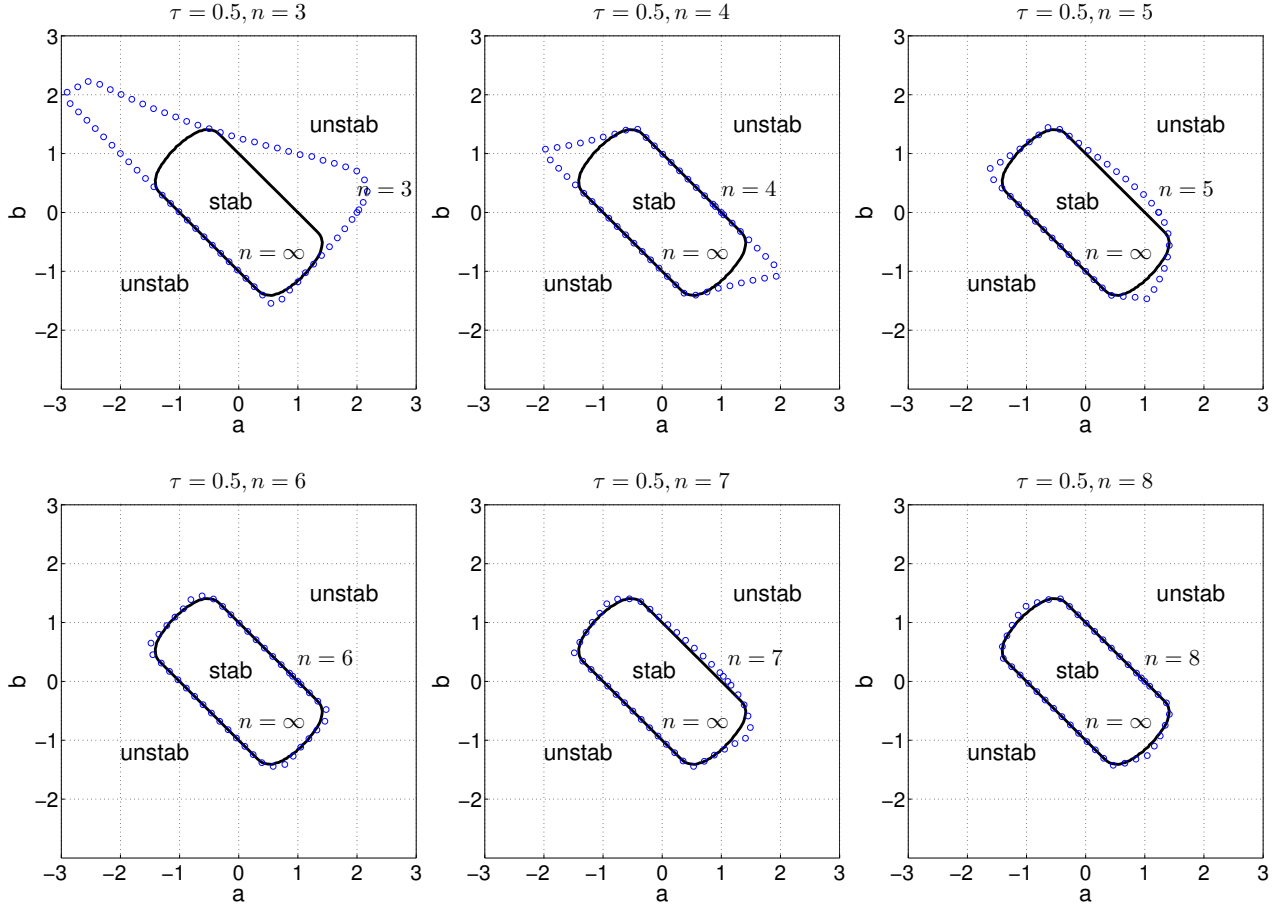 τ = 0.5, n = 3
3
2
1
0
−1
−2
−3 −2 −1 0 1 2 3
a
b
unstab
n = 3
stab
n = ∞
unstab
τ = 0.5, n = 4
3
2
1
0
−1
−2
−3 −2 −1 0 1 2 3
a
b
unstab
n = 4
stab
n = ∞
unstab
τ = 0.5, n = 5
3
2
1
0
−1
−2
−3 −2 −1 0 1 2 3
a
b
unstab
n = 5
stab
n = ∞
unstab
τ = 0.5, n = 6
3
2
1
0
−1
−2
−3 −2 −1 0 1 2 3
a
b
unstab
n = 6
stab
n = ∞
unstab
τ = 0.5, n = 7
3
2
1
0
−1
−2
−3 −2 −1 0 1 2 3
a
b
unstab
n = 7
stab
n = ∞
unstab
τ = 0.5, n = 8
3
2
1
0
−1
−2
−3 −2 −1 0 1 2 3
a
b
unstab
n = 8
stab
n = ∞
unstab